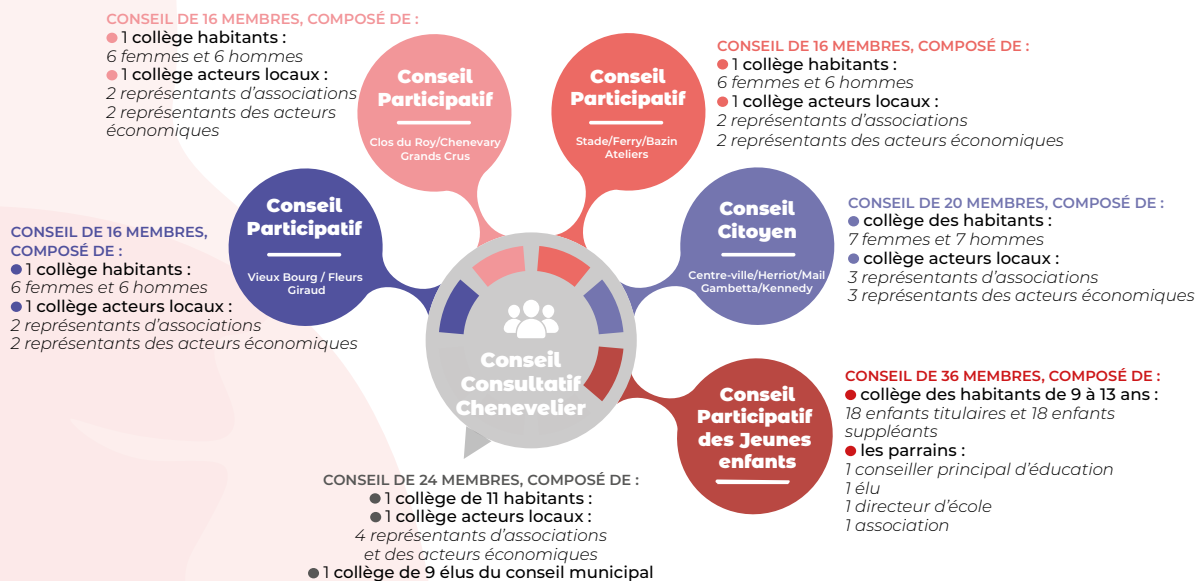 CONSEIL DE 16 MEMBRES, COMPOSÉ DE :
1 collège habitants :
6 femmes et 6 hommes
1 collège acteurs locaux :
2 représentants d'associations
2 représentants des acteurs
économiques
Conseil
Participatif
Clos du Roy/Chenevary
Grands Crus
Conseil
Participatif
Stade/Ferry/Bazin
Ateliers
CONSEIL DE 16 MEMBRES, COMPOSÉ DE :
1 collège habitants :
6 femmes et 6 hommes
1 collège acteurs locaux :
2 représentants d'associations
2 représentants des acteurs économiques
CONSEIL DE 16 MEMBRES,
COMPOSÉ DE :
1 collège habitants :
6 femmes et 6 hommes
1 collège acteurs locaux :
2 représentants d'associations
2 représentants des acteurs économiques
Conseil
Participatif
Vieux Bourg / Fleurs
Giraud
Conseil
Citoyen
Centre-ville/Herriot/Mail
Gambetta/Kennedy
CONSEIL DE 20 MEMBRES, COMPOSÉ DE :
collège des habitants :
7 femmes et 7 hommes
collège acteurs locaux :
3 représentants d'associations
3 représentants des acteurs économiques
Conseil
Consultatif
Chenevelier
Conseil
Participatif
des Jeunes
enfants
CONSEIL DE 36 MEMBRES, COMPOSÉ DE :
collège des habitants de 9 à 13 ans :
18 enfants titulaires et 18 enfants
suppléants
les parrains :
1 conseiller principal d'éducation
1 élu
1 directeur d'école
1 association
CONSEIL DE 24 MEMBRES, COMPOSÉ DE :
1 collège de 11 habitants :
1 collège acteurs locaux :
4 représentants d'associations
et des acteurs économiques
1 collège de 9 élus du conseil municipal